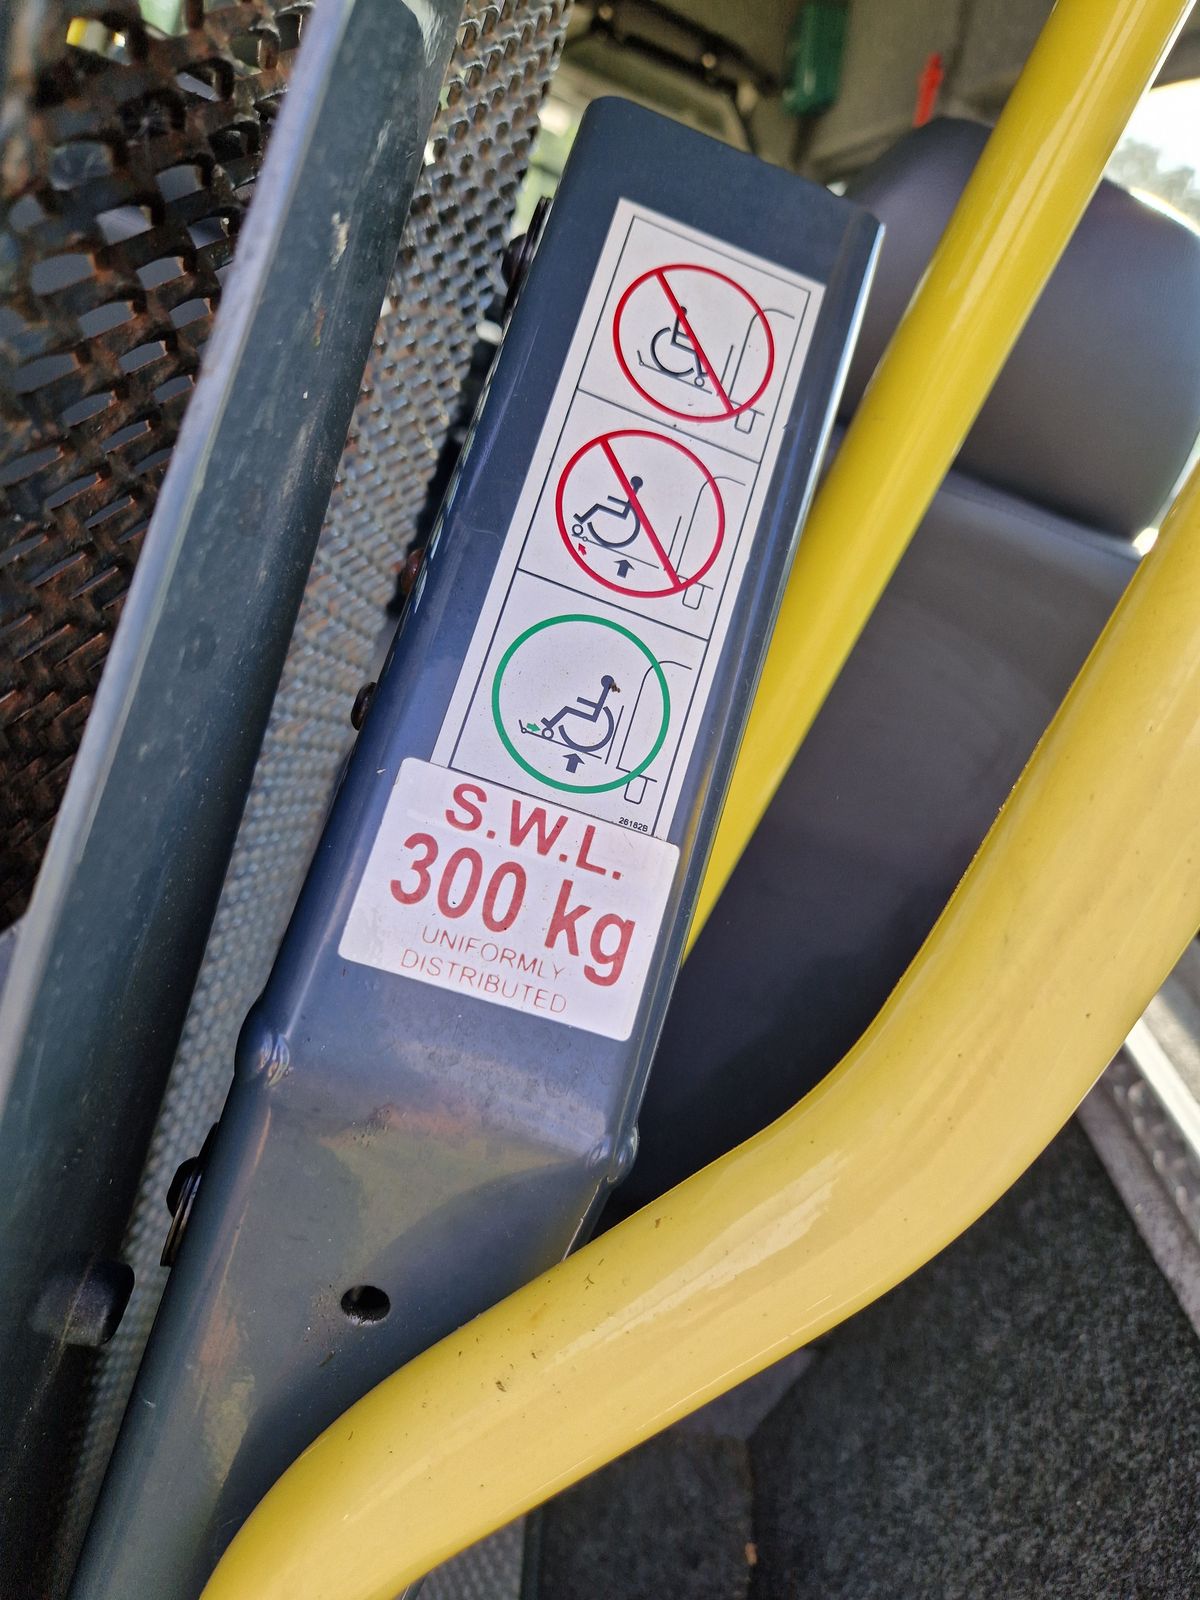 26182B
S.W.L.
300 kg
UNIFORMLY
DISTRIBUTED